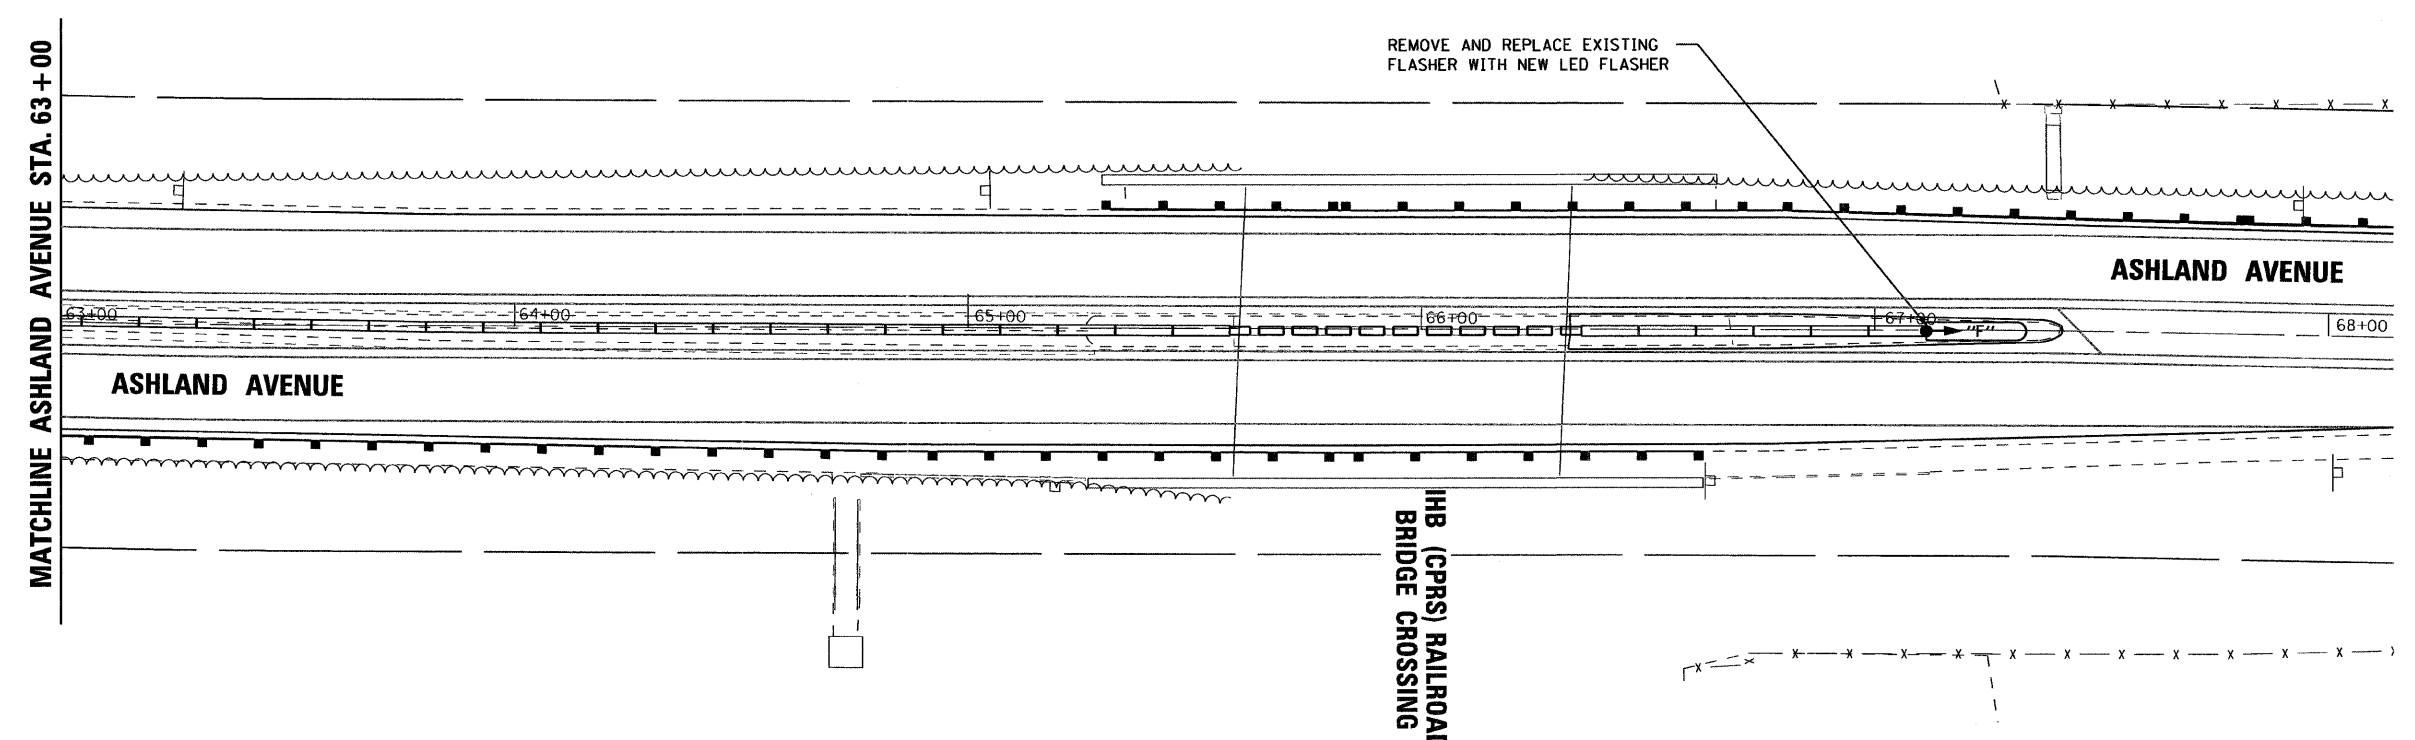 MATCHLINE ASHLAND AVENUE STA. 63+00
REMOVE AND REPLACE EXISTING
FLASHER WITH NEW LED FLASHER
ASHLAND AVENUE
63+00
64+00
65+00
66+00
67+00
"F"
68+00
ASHLAND AVENUE
IHB (CPRS) RAILROA
BRIDGE CROSSING